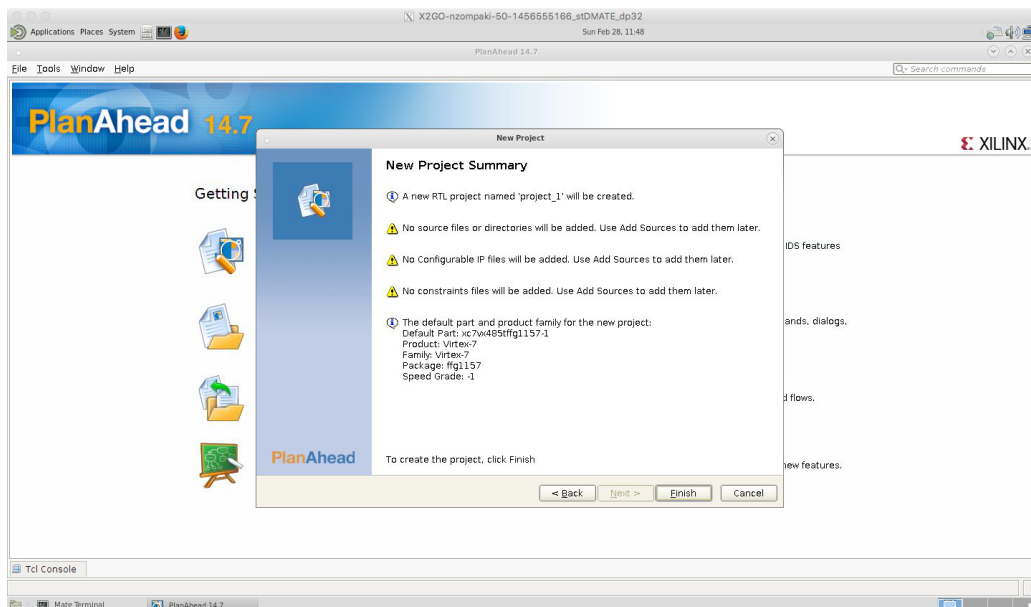 X2GO-nzompaki-50-1456555166_stDMATE_dp32
Applications Places System
Sun Feb 28, 11:48
PlanAhead 14.7
File Tools Window Help
Search commands
PlanAhead 14.7
XILINX.
Getting
New Project
New Project Summary
A new RTL project named 'project_1' will be created.
No source files or directories will be added. Use Add Sources to add them later.
No Configurable IP files will be added. Use Add Sources to add them later.
No constraints files will be added. Use Add Sources to add them later.
The default part and product family for the new project:
Default Part: xc7vx485tffg1157-1
Product: Virtex-7
Family: Virtex-7
Package: ffg1157
Speed Grade: -1
PlanAhead
To create the project, click Finish
< Back Next > Finish Cancel
IDS features
ands, dialogs,
d flows.
new features.
Tcl Console
Mate Terminal
PlanAhead 14.7